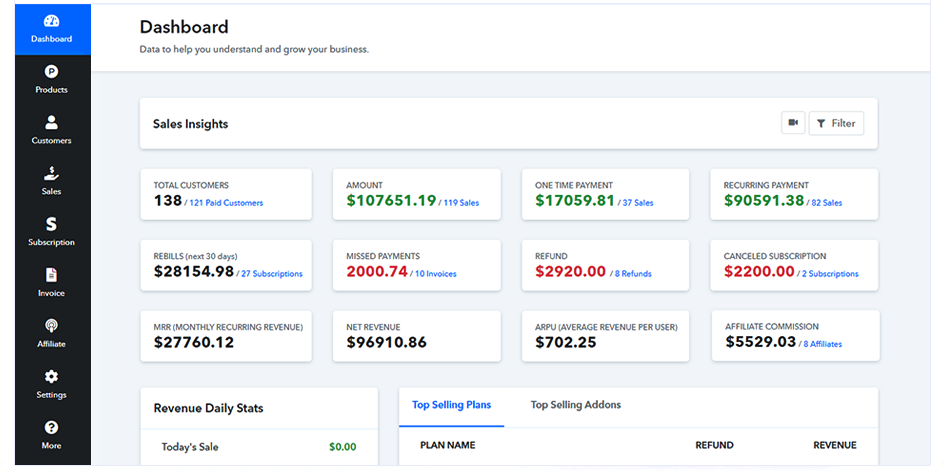 Dashboard
Products
Customers
Sales
Subscription
Invoice
Affiliate
Settings
More
Dashboard
Data to help you understand and grow your business.
Sales Insights
Filter
TOTAL CUSTOMERS
138 / 121 Paid Customers
AMOUNT
$107651.19 / 119 Sales
ONE TIME PAYMENT
$17059.81 / 37 Sales
RECURRING PAYMENT
$90591.38 / 82 Sales
REBILLS (next 30 days)
$28154.98 / 27 Subscriptions
MISSED PAYMENTS
2000.74 / 10 Invoices
REFUND
$2920.00 / 8 Refunds
CANCELED SUBSCRIPTION
$2200.00 / 2 Subscriptions
MRR (MONTHLY RECURRING REVENUE)
$27760.12
NET REVENUE
$96910.86
ARPU (AVERAGE REVENUE PER USER)
$702.25
AFFILIATE COMMISSION
$5529.03 / 8 Affiliates
Revenue Daily Stats
Today's Sale $0.00
Top Selling Plans Top Selling Addons
PLAN NAME REFUND REVENUE